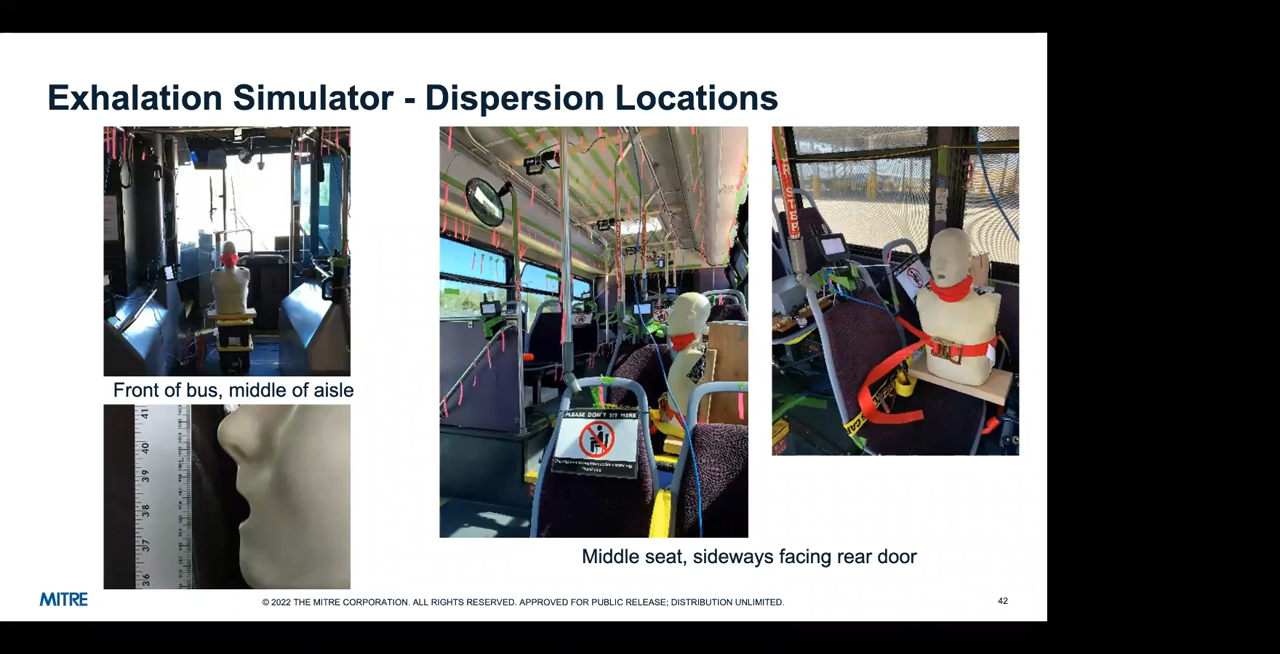 Exhalation Simulator - Dispersion Locations
Front of bus, middle of aisle
41
40
39
38
37
36
PLEASE DON'T SIT HERE
STEP
Middle seat, sideways facing rear door
MITRE
© 2022 THE MITRE CORPORATION. ALL RIGHTS RESERVED. APPROVED FOR PUBLIC RELEASE; DISTRIBUTION UNLIMITED.
42